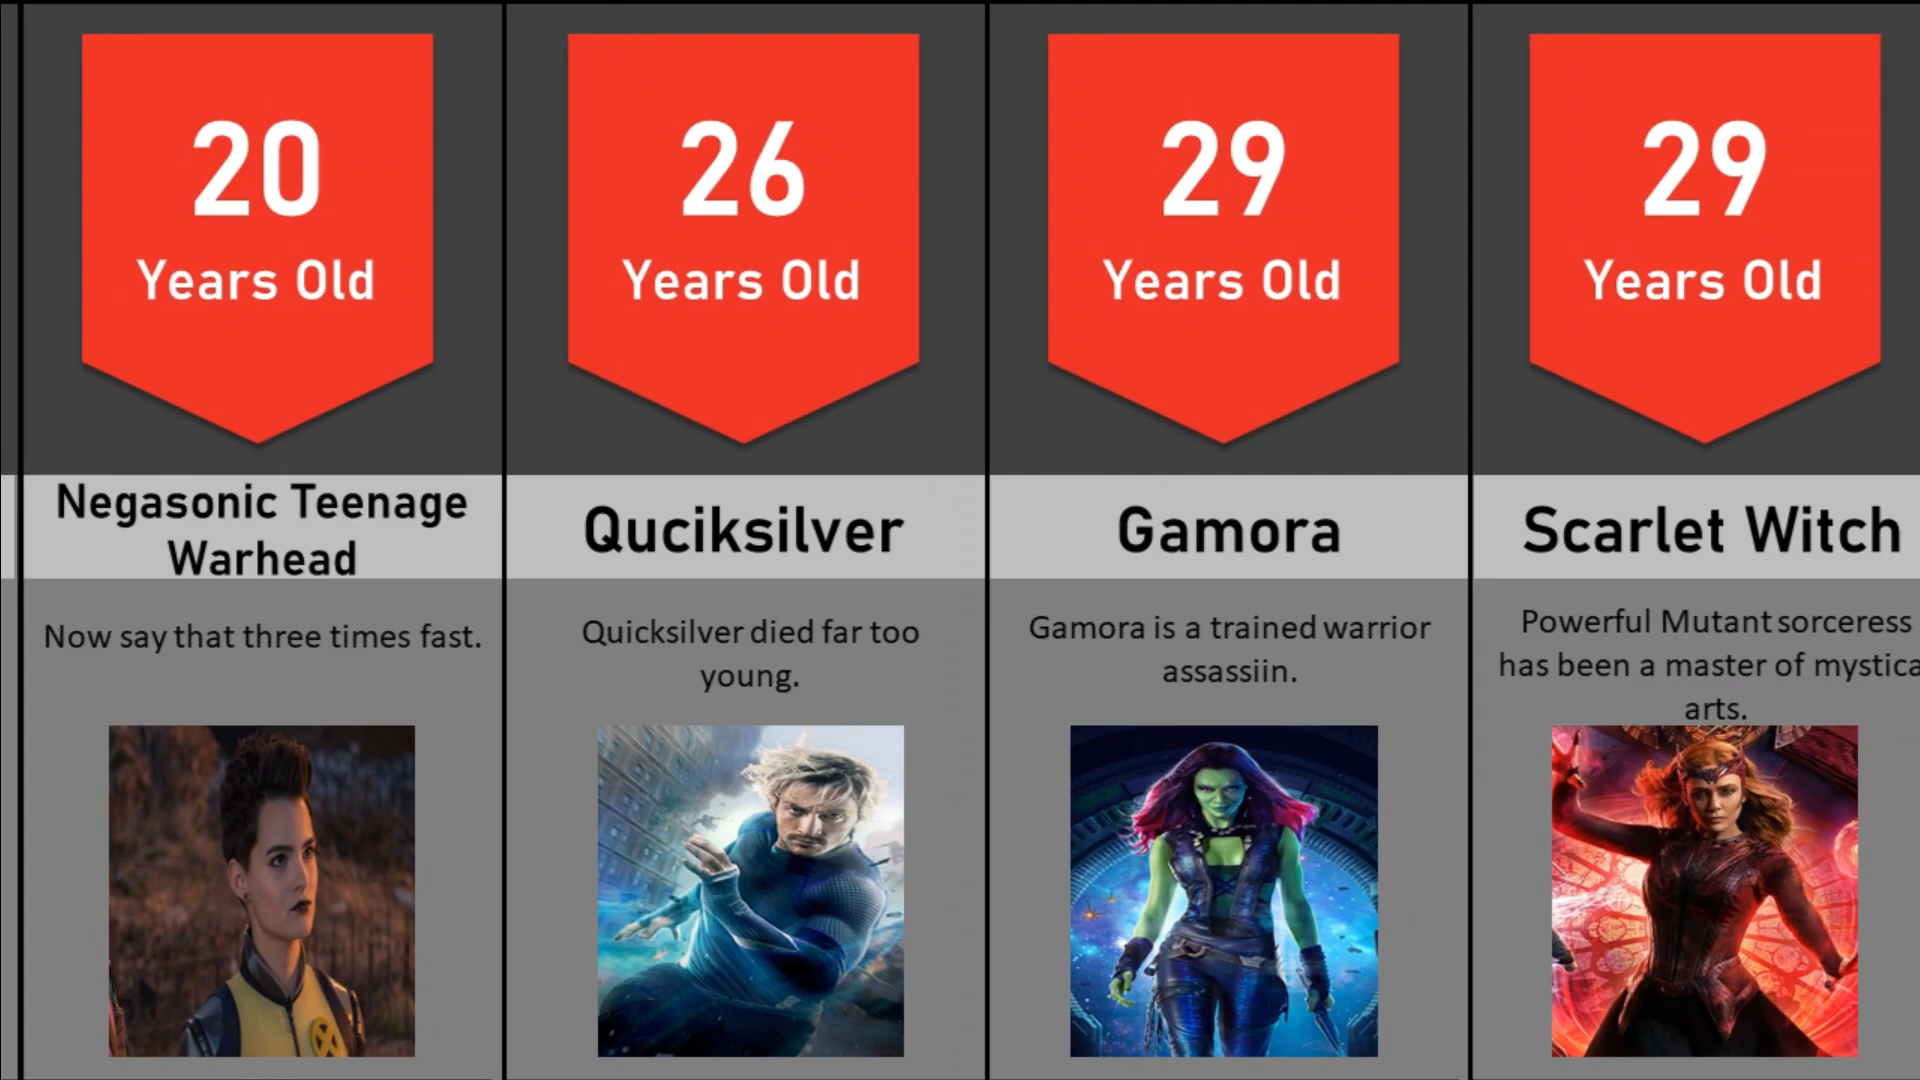 20
Years Old
Negasonic Teenage
Warhead
Now say that three times fast.
26
Years Old
Quciksilver
Quicksilver died far too
young.
29
Years Old
Gamora
Gamora is a trained warrior
assassiin.
29
Years Old
Scarlet Witch
Powerful Mutant sorceress
has been a master of mystica
arts.